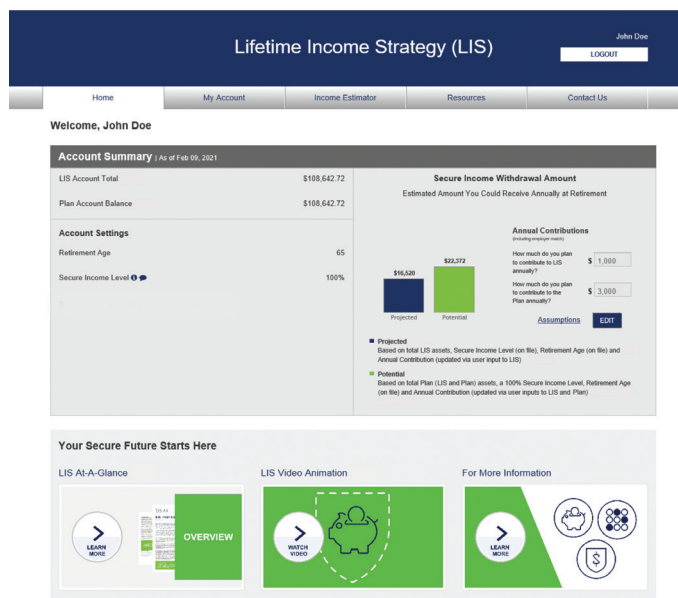 Lifetime Income Strategy (LIS)
John Doe
LOGOUT
Home
My Account
Income Estimator
Resources
Contact Us
Welcome, John Doe
Account Summary | As of Feb 09, 2021
LIS Account Total $108,642.72
Plan Account Balance $108,642.72
Account Settings
Retirement Age 65
Secure Income Level 100%
Secure Income Withdrawal Amount
Estimated Amount You Could Receive Annually at Retirement
$16,520
$22,372
Projected
Potential
Annual Contributions
(including employer match)
How much do you plan
to contribute to LIS
annually?
$ 1,000
How much do you plan
to contribute to the
Plan annually?
$ 3,000
Assumptions
EDIT
Projected
Based on total LIS assets, Secure Income Level (on file), Retirement Age (on file) and
Annual Contribution (updated via user input to LIS)
Potential
Based on total Plan (LIS and Plan) assets, a 100% Secure Income Level, Retirement Age
(on file) and Annual Contribution (updated via user inputs to LIS and Plan)
Your Secure Future Starts Here
LIS At-A-Glance
LEARN
MORE
OVERVIEW
LIS Video Animation
WATCH
VIDEO
For More Information
LEARN
MORE
$